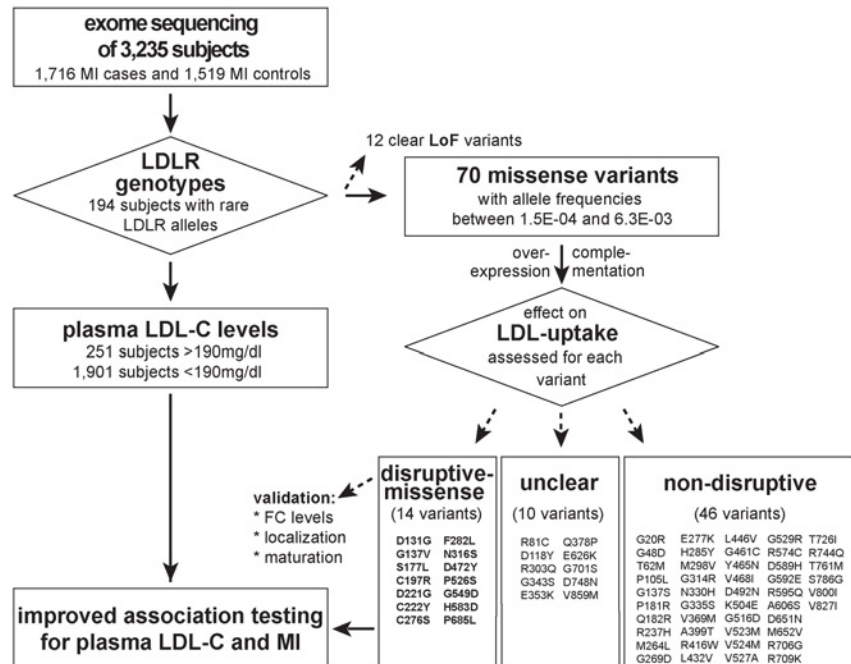 exome sequencing
of 3,235 subjects
1,716 MI cases and 1,519 MI controls
12 clear LoF variants
LDLR
genotypes
194 subjects with rare
LDLR alleles
70 missense variants
with allele frequencies
between 1.5E-04 and 6.3E-03
over-
expression
comple-
mentation
plasma LDL-C levels
251 subjects >190mg/dl
1,901 subjects <190mg/dl
effect on
LDL-uptake
assessed for each
variant
validation:
* FC levels
* localization
* maturation
disruptive-
missense
(14 variants)
D131G F282L
G137V N316S
S177L D472Y
C197R P526S
D221G G549D
C222Y H583D
C276S P685L
unclear
(10 variants)
R81C Q378P
D118Y E626K
R303Q G701S
G343S D748N
E353K V859M
non-disruptive
(46 variants)
G20R E277K L446V G529R T726I
G48D H285Y G461C R574C R744Q
T62M M298V Y465N D589H T761M
P105L G314R V468I G592E S786G
G137S N330H D492N R595Q V800I
P181R G335S K504E A606S V827I
Q182R V369M G516D D651N
R237H A399T V523M M652V
M264L R416W V524M R706G
G269D L432V V527A R709K
improved association testing
for plasma LDL-C and MI